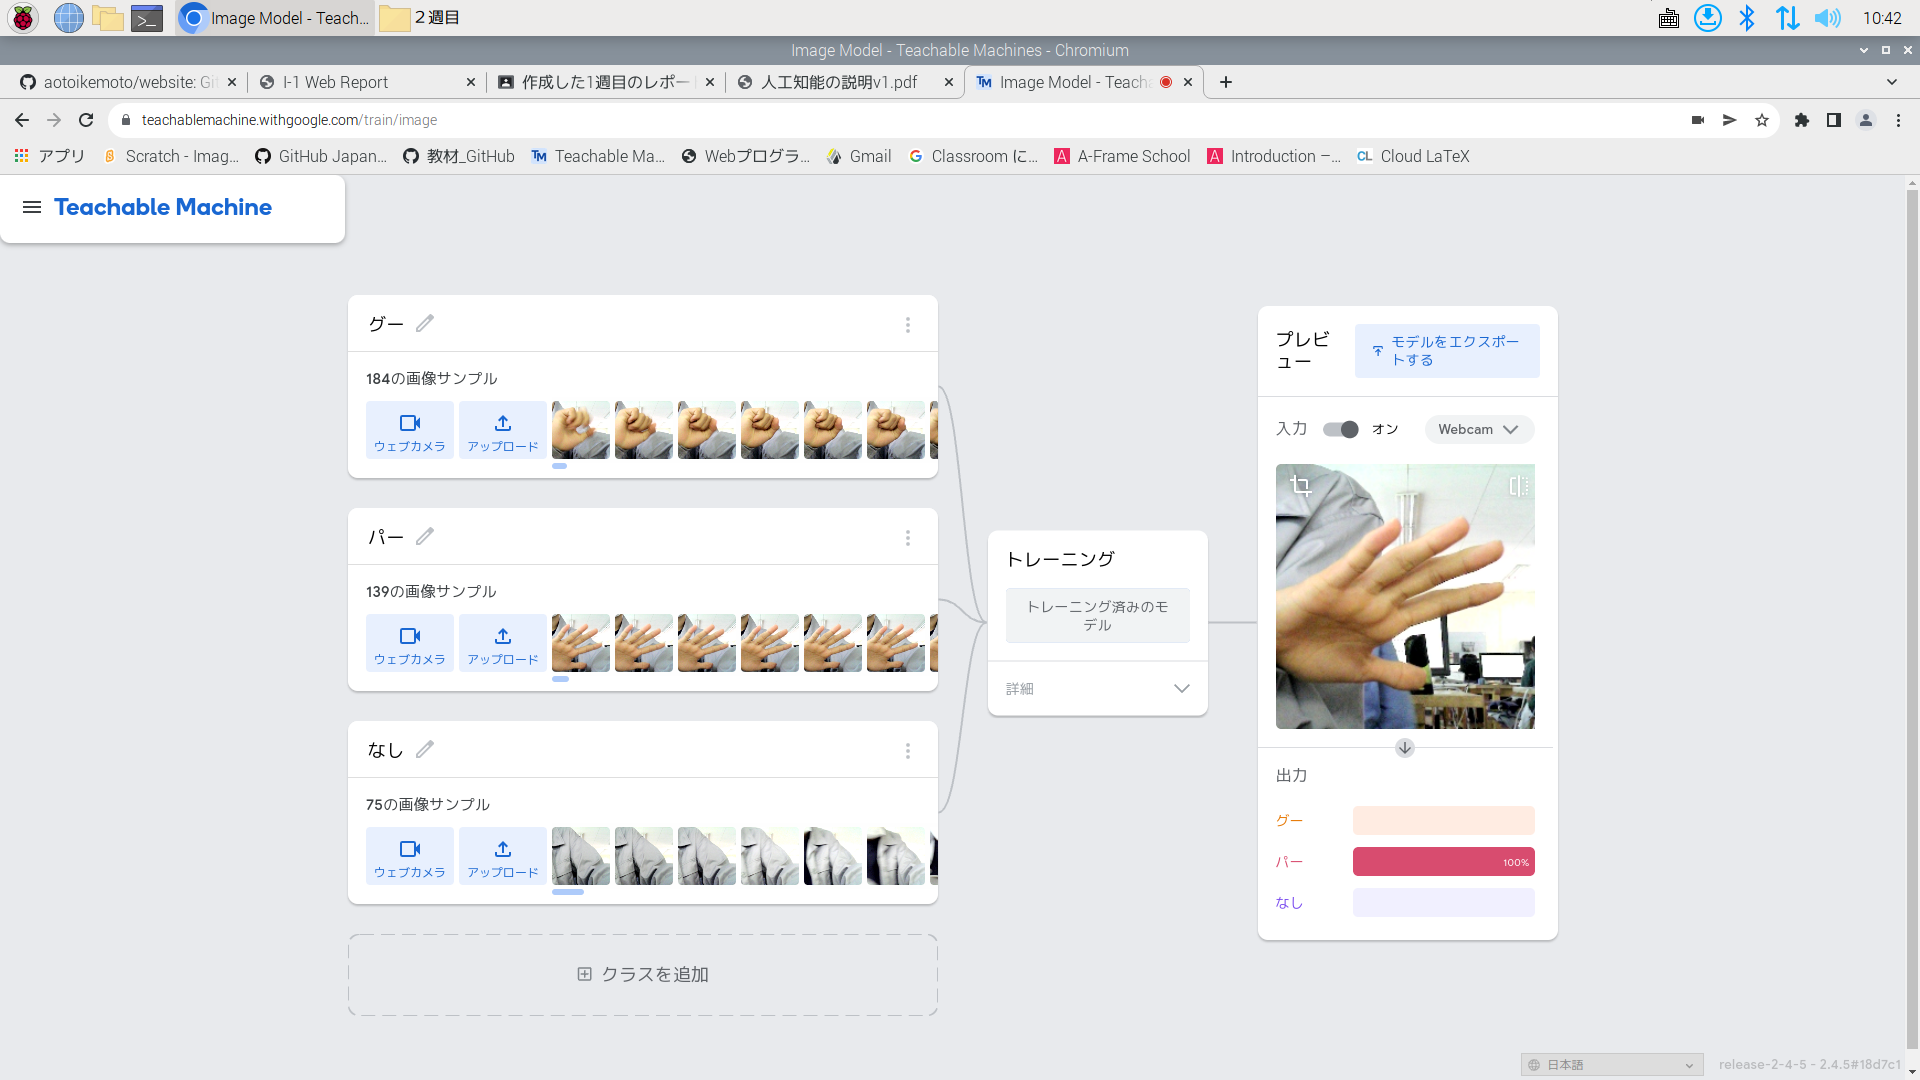 Image Model - Teach...
２週目
10:42
Image Model - Teachable Machines - Chromium
aotoikemoto/website: Git
I-1 Web Report
作成した1週目のレポート
人工知能の説明v1.pdf
Image Model - Teacha
teachablemachine.withgoogle.com/train/image
アプリ
Scratch - Imag...
GitHub Japan...
教材_GitHub
Teachable Ma...
Webプログラ...
Gmail
Classroom に...
A-Frame School
Introduction –...
Cloud LaTeX
Teachable Machine
グー
184の画像サンプル
ウェブカメラ
アップロード
パー
139の画像サンプル
ウェブカメラ
アップロード
なし
75の画像サンプル
ウェブカメラ
アップロード
クラスを追加
トレーニング
トレーニング済みのモ
デル
詳細
プレビ
ュー
モデルをエクスポー
トする
入力
オン
Webcam
出力
グー
パー
100%
なし
日本語
release-2-4-5 - 2.4.5#18d7c1